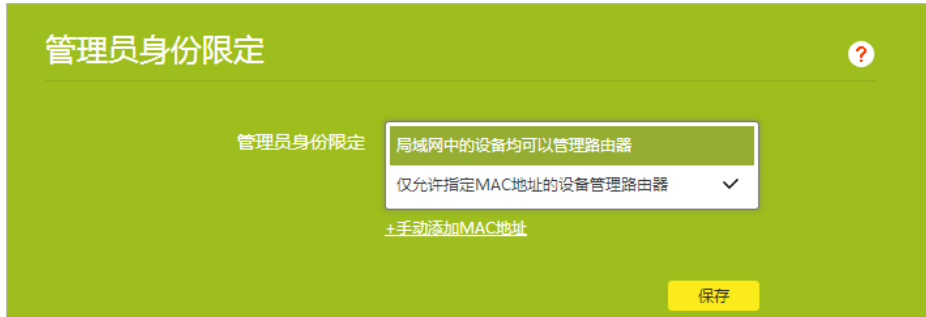 管理员身份限定
?
管理员身份限定
局域网中的设备均可以管理路由器
仅允许指定MAC地址的设备管理路由器
+手动添加MAC地址
保存